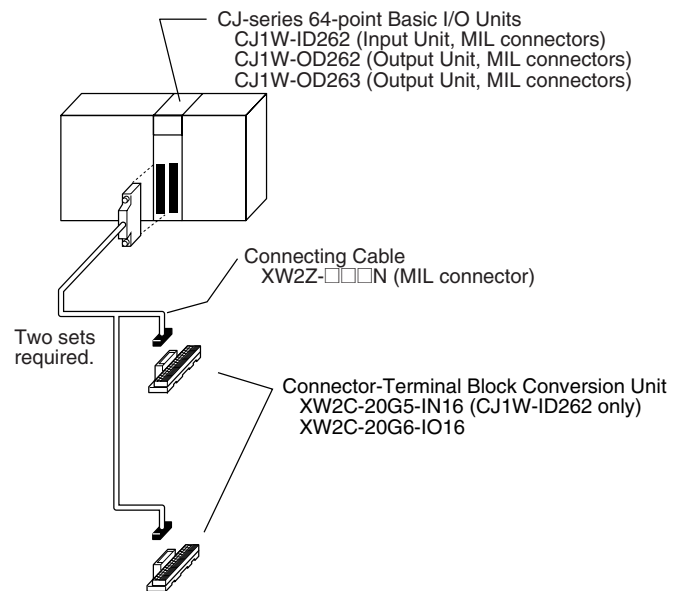 CJ-series 64-point Basic I/O Units
CJ1W-ID262 (Input Unit, MIL connectors)
CJ1W-OD262 (Output Unit, MIL connectors)
CJ1W-OD263 (Output Unit, MIL connectors)
Connecting Cable
XW2Z-□□□N (MIL connector)
Two sets
required.
Connector-Terminal Block Conversion Unit
XW2C-20G5-IN16 (CJ1W-ID262 only)
XW2C-20G6-IO16